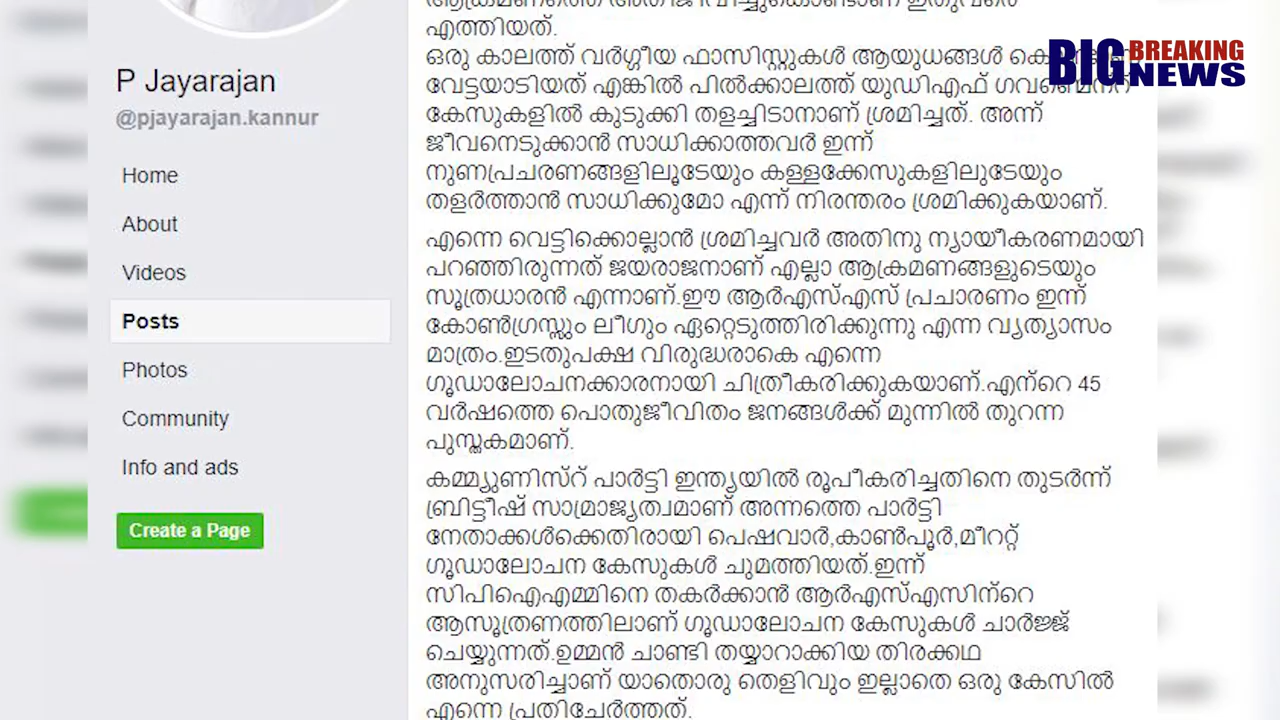 P Jayarajan
@pjayarajan.kannur
Home
About
Videos
Posts
Photos
Community
Info and ads
Create a Page
ആക്രമണത്തെ അതിജീവിച്ചുകൊണ്ടാണ് ഇതുവരെ
എത്തിയത്.
ഒരു കാലത്ത് വർഗ്ഗീയ ഫാസിസ്റ്റുകൾ ആയുധങ്ങൾ
വേട്ടയാടിയത് എങ്കിൽ പിൽക്കാലത്ത് യുഡിഎഫ് ഗവണ്മെന്റ്
കേസുകളിൽ കുടുക്കി തളച്ചിടാനാണ് ശ്രമിച്ചത്. അന്ന്
ജീവനെടുക്കാൻ സാധിക്കാത്തവർ ഇന്ന്
നുണപ്രചരണങ്ങളിലൂടേയും കള്ളക്കേസുകളിലുടേയും
തളർത്താൻ സാധിക്കുമോ എന്ന് നിരന്തരം ശ്രമിക്കുകയാണ്.
എന്നെ വെട്ടിക്കൊല്ലാൻ ശ്രമിച്ചവർ അതിനു ന്യായീകരണമായി
പറഞ്ഞിരുന്നത് ജയരാജനാണ് എല്ലാ ആക്രമണങ്ങളുടെയും
സൂത്രധാരൻ എന്നാണ്.ഈ ആർഎസ്എസ് പ്രചാരണം ഇന്ന്
കോൺഗ്രസ്സും ലീഗും ഏറ്റെടുത്തിരിക്കുന്നു എന്ന വ്യത്യാസം
മാത്രം.ഇടതുപക്ഷ വിരുദ്ധരാകെ എന്നെ
ഗൂഡാലോചനക്കാരനായി ചിത്രീകരിക്കുകയാണ്.എന്റെ 45
വർഷത്തെ പൊതുജീവിതം ജനങ്ങൾക്ക് മുന്നിൽ തുറന്ന
പുസ്തകമാണ്.
കമ്മ്യുണിസ്റ് പാർട്ടി ഇന്ത്യയിൽ രൂപീകരിച്ചതിനെ തുടർന്ന്
ബ്രിട്ടീഷ് സാമ്രാജ്യത്വമാണ് അന്നത്തെ പാർട്ടി
നേതാക്കൾക്കെതിരായി പെഷവാർ,കാൺപൂർ,മീററ്റ്
ഗൂഡാലോചന കേസുകൾ ചുമത്തിയത്.ഇന്ന്
സിപിഐഎമ്മിനെ തകർക്കാൻ ആർഎസ്എസിന്റെ
ആസൂത്രണത്തിലാണ് ഗൂഡാലോചന കേസുകൾ ചാർജ്ജ്
ചെയ്യുന്നത്.ഉമ്മൻ ചാണ്ടി തയ്യാറാക്കിയ തിരക്കഥ
അനുസരിച്ചാണ് യാതൊരു തെളിവും ഇല്ലാതെ ഒരു കേസിൽ
എന്നെ പ്രതിചേർത്തത്.
BIG BREAKING NEWS